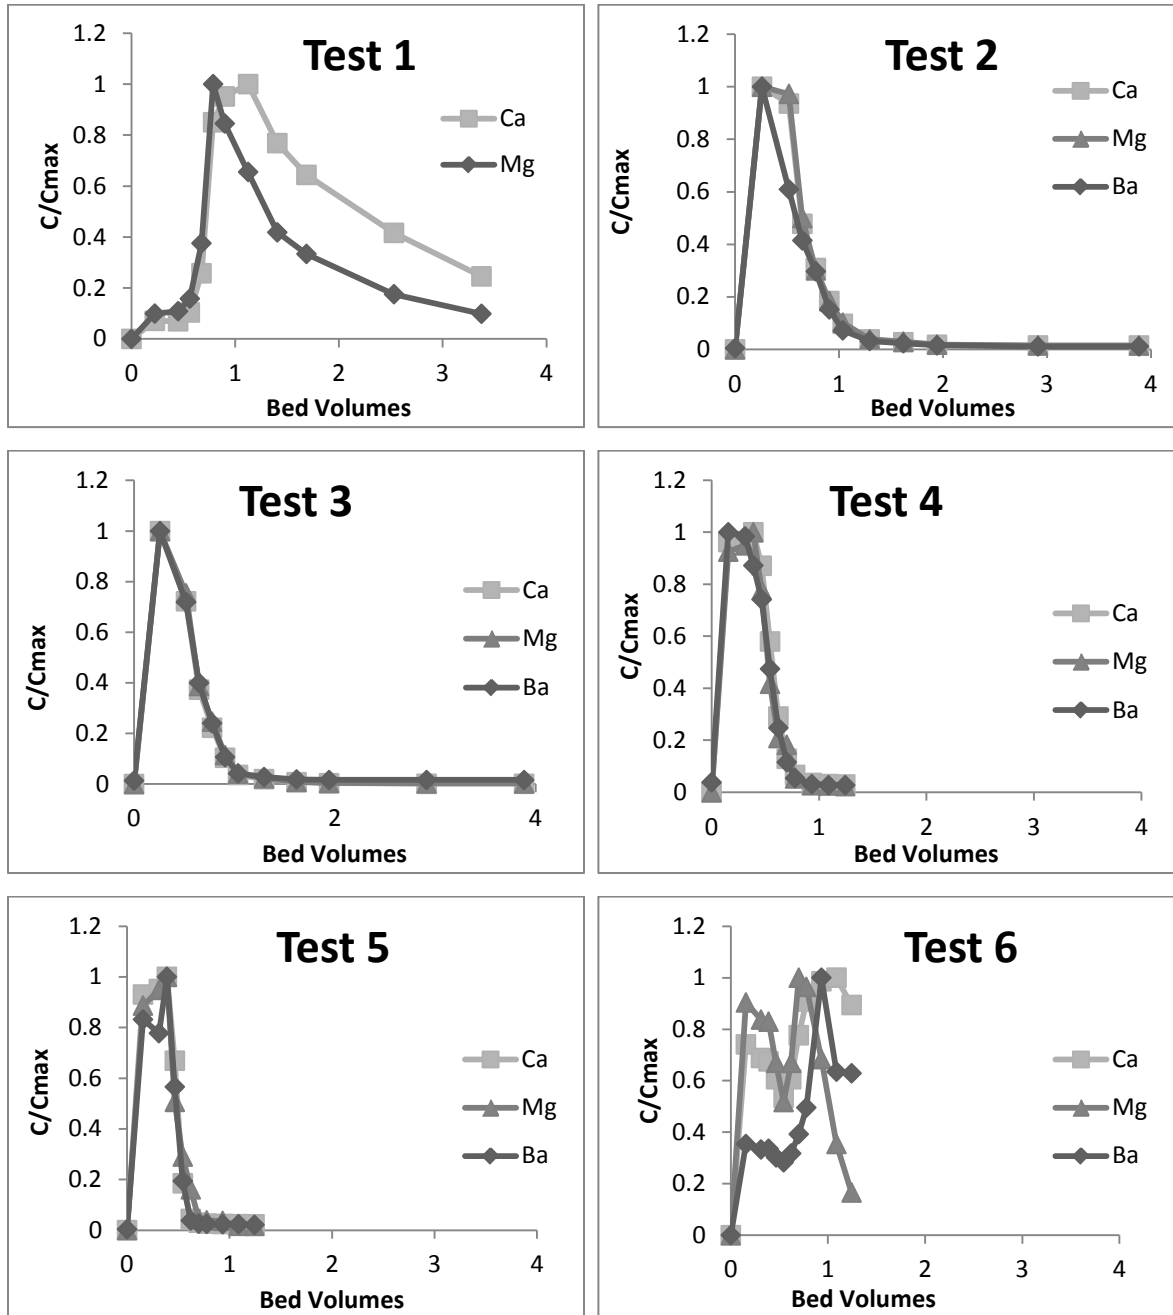 Test 1
1.2
1
0.8
0.6
0.4
0.2
0
C/Cmax
Ca
Mg
0 1 2 3 4
Bed Volumes
Test 2
1.2
1
0.8
0.6
0.4
0.2
0
C/Cmax
Ca
Mg
Ba
0 1 2 3 4
Bed Volumes
Test 3
1.2
1
0.8
0.6
0.4
0.2
0
C/Cmax
Ca
Mg
Ba
0 2 4
Bed Volumes
Test 4
1.2
1
0.8
0.6
0.4
0.2
0
C/Cmax
Ca
Mg
Ba
0 1 2 3 4
Bed Volumes
Test 5
1.2
1
0.8
0.6
0.4
0.2
0
C/Cmax
Ca
Mg
Ba
0 1 2 3 4
Bed Volumes
Test 6
1.2
1
0.8
0.6
0.4
0.2
0
C/Cmax
Ca
Mg
Ba
0 1 2 3 4
Bed Volumes